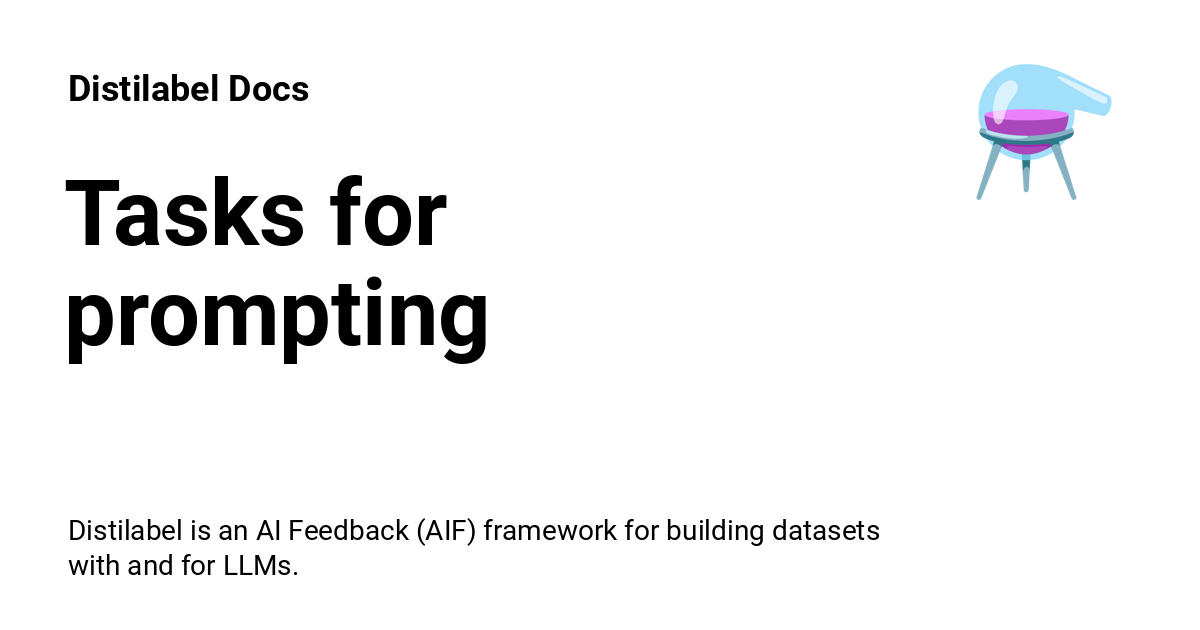 Distilabel Docs
Tasks for
prompting
Distilabel is an AI Feedback (AIF) framework for building datasets
with and for LLMs.